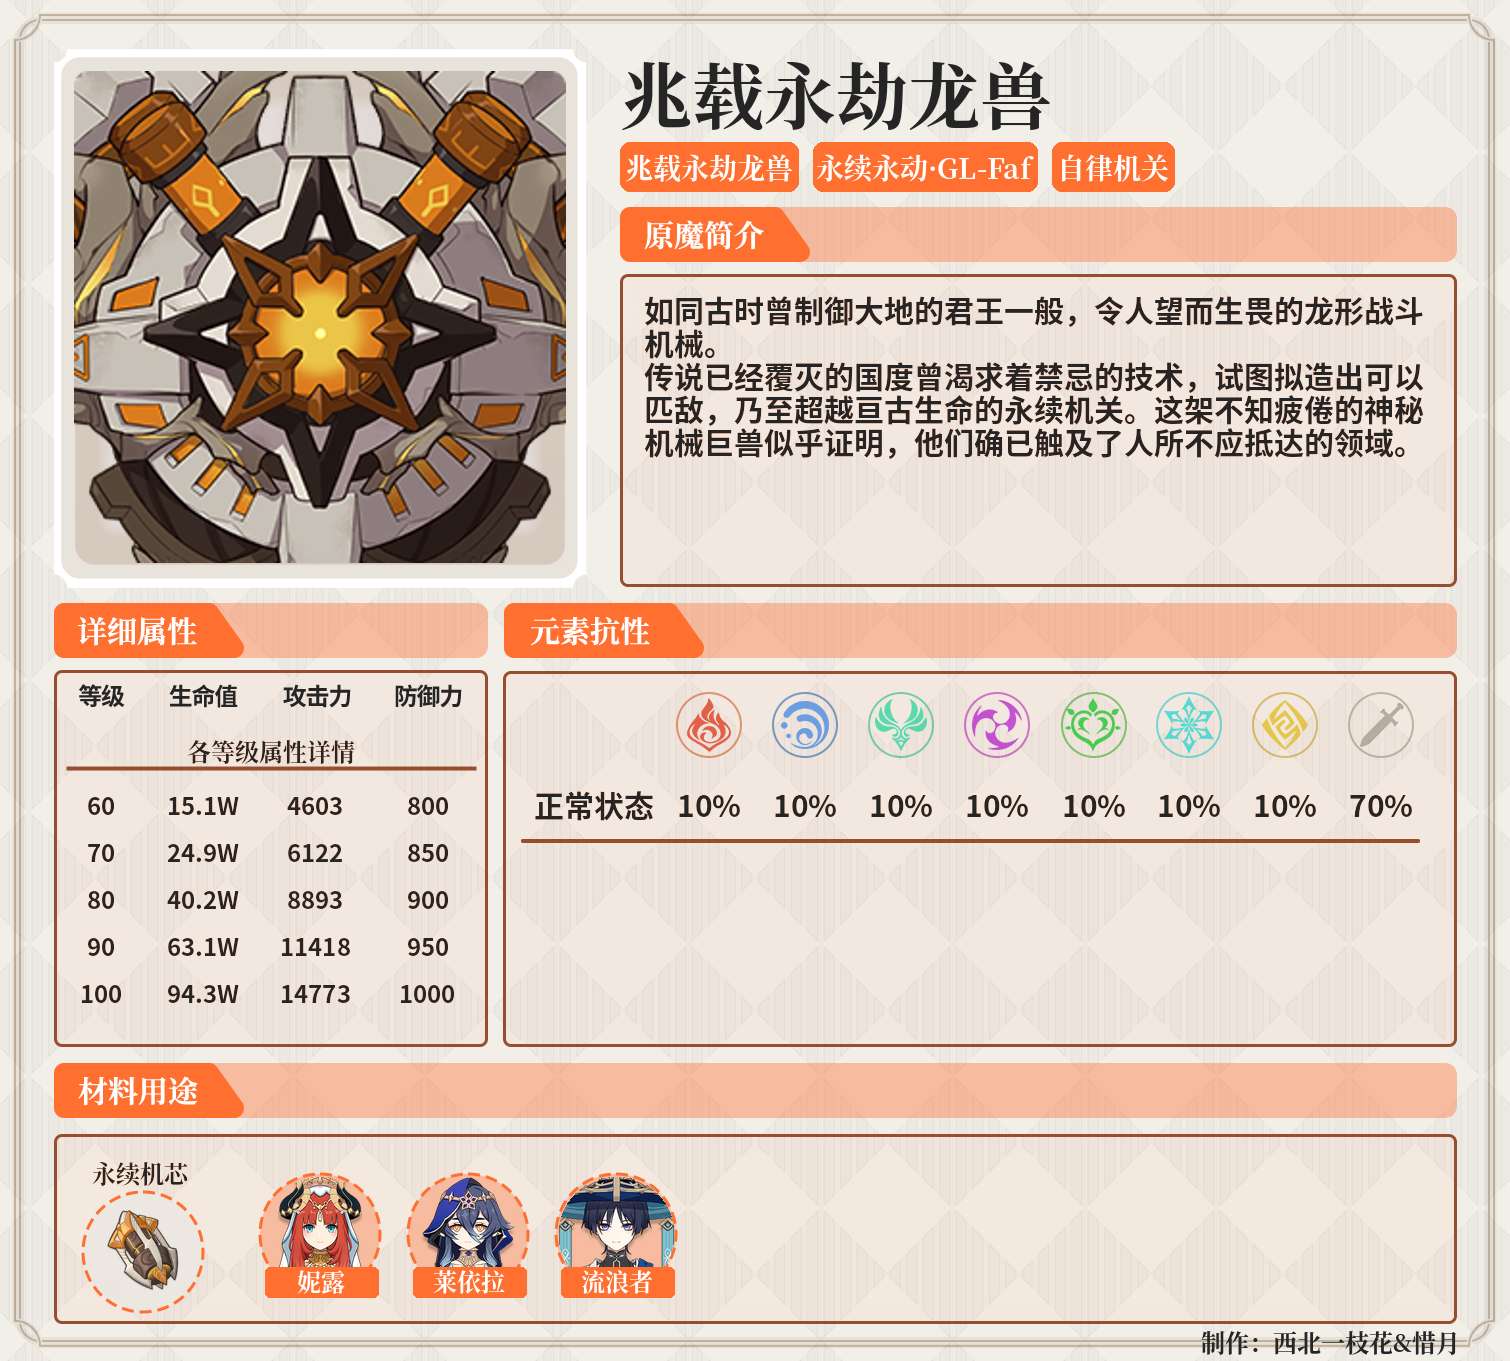 兆载永劫龙兽
兆载永劫龙兽 永续永动·GL-Faf 自律机关
原魔简介
如同古时曾制御大地的君王一般，令人望而生畏的龙形战斗
机械。
传说已经覆灭的国度曾渴求着禁忌的技术，试图拟造出可以
匹敌，乃至超越亘古生命的永续机关。这架不知疲倦的神秘
机械巨兽似乎证明，他们确已触及了人所不应抵达的领域。
详细属性
等级 生命值 攻击力 防御力
各等级属性详情
60 15.1W 4603 800
70 24.9W 6122 850
80 40.2W 8893 900
90 63.1W 11418 950
100 94.3W 14773 1000
元素抗性
正常状态 10% 10% 10% 10% 10% 10% 10% 70%
材料用途
永续机芯
妮露 莱依拉 流浪者
制作：西北一枝花&惜月